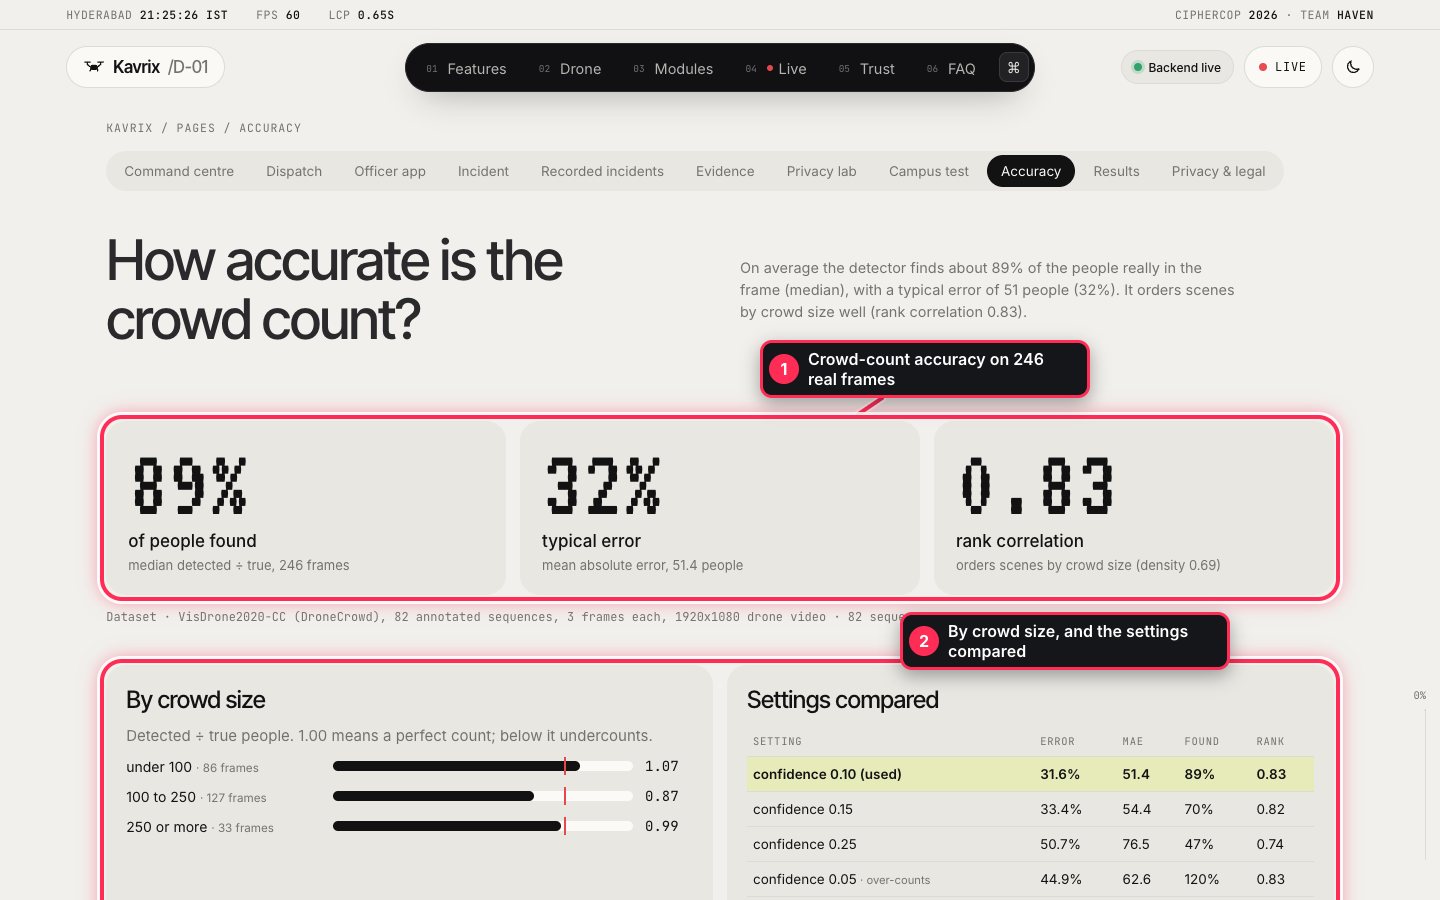 HYDERABAD 21:25:26 IST FPS 60 LCP 0.65S CIPHERCOP 2026 · TEAM HAVEN
Kavrix /D-01 01 Features 02 Drone 03 Modules 04 Live 05 Trust 06 FAQ ⌘ Backend live LIVE
KAVRIX / PAGES / ACCURACY
Command centre Dispatch Officer app Incident Recorded incidents Evidence Privacy lab Campus test Accuracy Results Privacy & legal
How accurate is the
crowd count?
On average the detector finds about 89% of the people really in the
frame (median), with a typical error of 51 people (32%). It orders scenes
by crowd size well (rank correlation 0.83).
1 Crowd-count accuracy on 246
real frames
89%
of people found
median detected ÷ true, 246 frames
32%
typical error
mean absolute error, 51.4 people
0.83
rank correlation
orders scenes by crowd size (density 0.69)
Dataset · VisDrone2020-CC (DroneCrowd), 82 annotated sequences, 3 frames each, 1920x1080 drone video · 82
2 By crowd size, and the settings
compared
By crowd size
Detected ÷ true people. 1.00 means a perfect count; below it undercounts.
under 100 · 86 frames 1.07
100 to 250 · 127 frames 0.87
250 or more · 33 frames 0.99
Settings compared
SETTING ERROR MAE FOUND RANK
confidence 0.10 (used) 31.6% 51.4 89% 0.83
confidence 0.15 33.4% 54.4 70% 0.82
confidence 0.25 50.7% 76.5 47% 0.74
confidence 0.05 · over-counts 44.9% 62.6 120% 0.83
0%